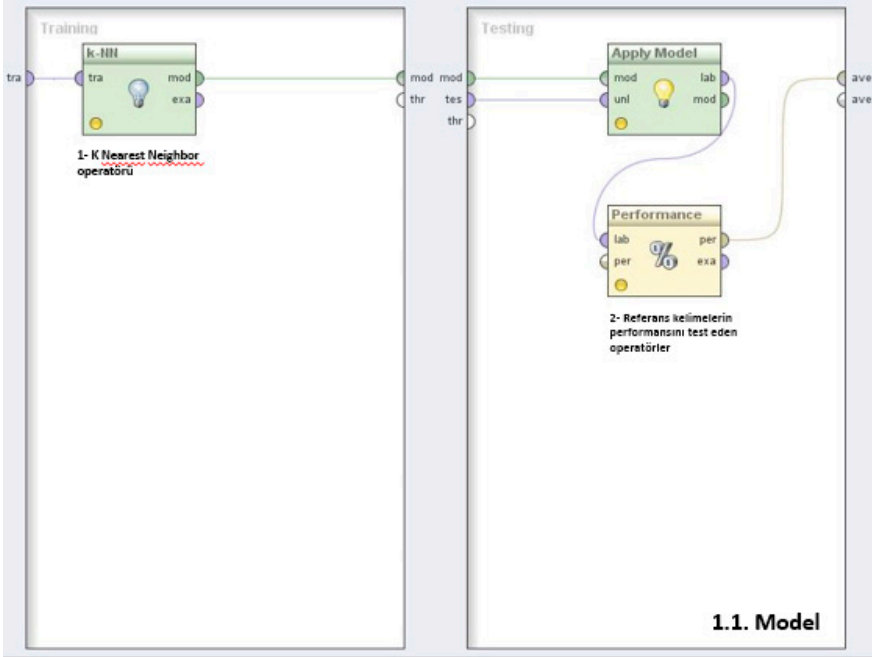 Training
k-NN
tra
tra
mod
exa
mod
thr
1- K Nearest Neighbor
operatörü
Testing
mod
tes
thr
Apply Model
mod
lab
unl
mod
ave
ave
Performance
lab
per
per
exa
2- Referans kelimelerin
performansını test eden
operatörler
1.1. Model